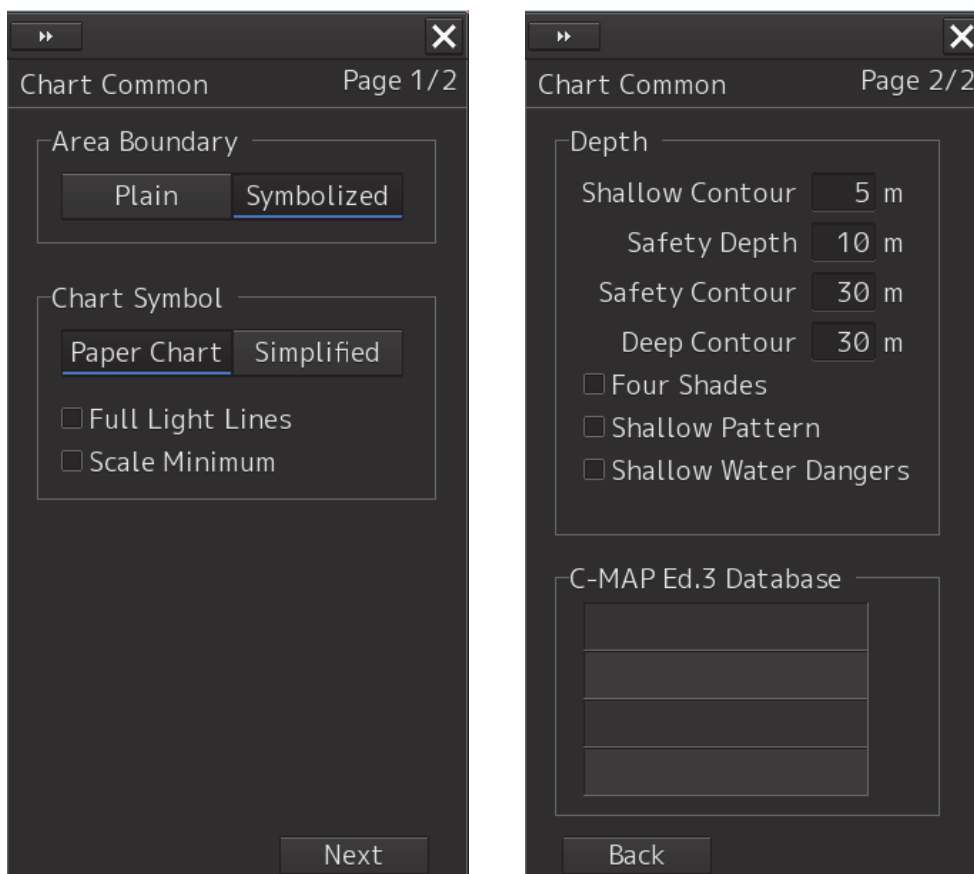 Chart Common Page 1/2
Area Boundary
Plain Symbolized
Chart Symbol
Paper Chart Simplified
Full Light Lines
Scale Minimum
Next
Chart Common Page 2/2
Depth
Shallow Contour 5 m
Safety Depth 10 m
Safety Contour 30 m
Deep Contour 30 m
Four Shades
Shallow Pattern
Shallow Water Dangers
C-MAP Ed.3 Database
Back